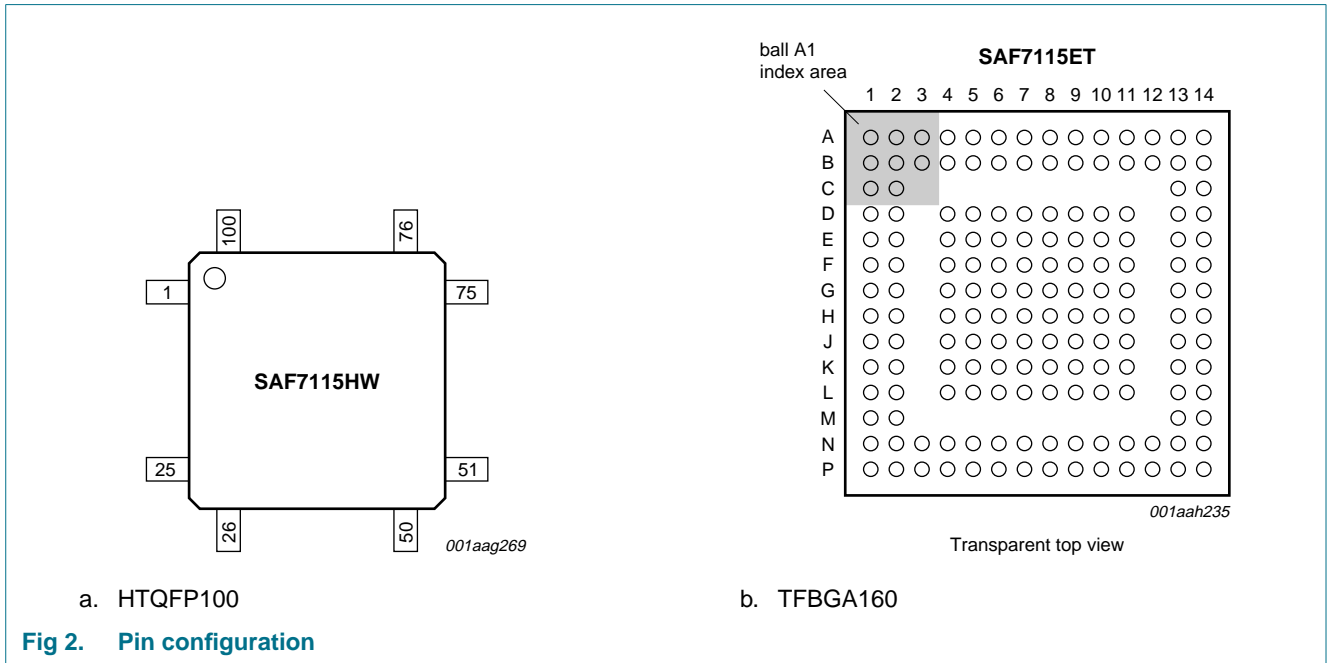 100
76
1
75
SAF7115HW
25
51
26
50
001aag269
a. HTQFP100
ball A1
index area
SAF7115ET
1 2 3 4 5 6 7 8 9 10 11 12 13 14
A
B
C
D
E
F
G
H
J
K
L
M
N
P
001aah235
Transparent top view
b. TFBGA160
Fig 2. Pin configuration